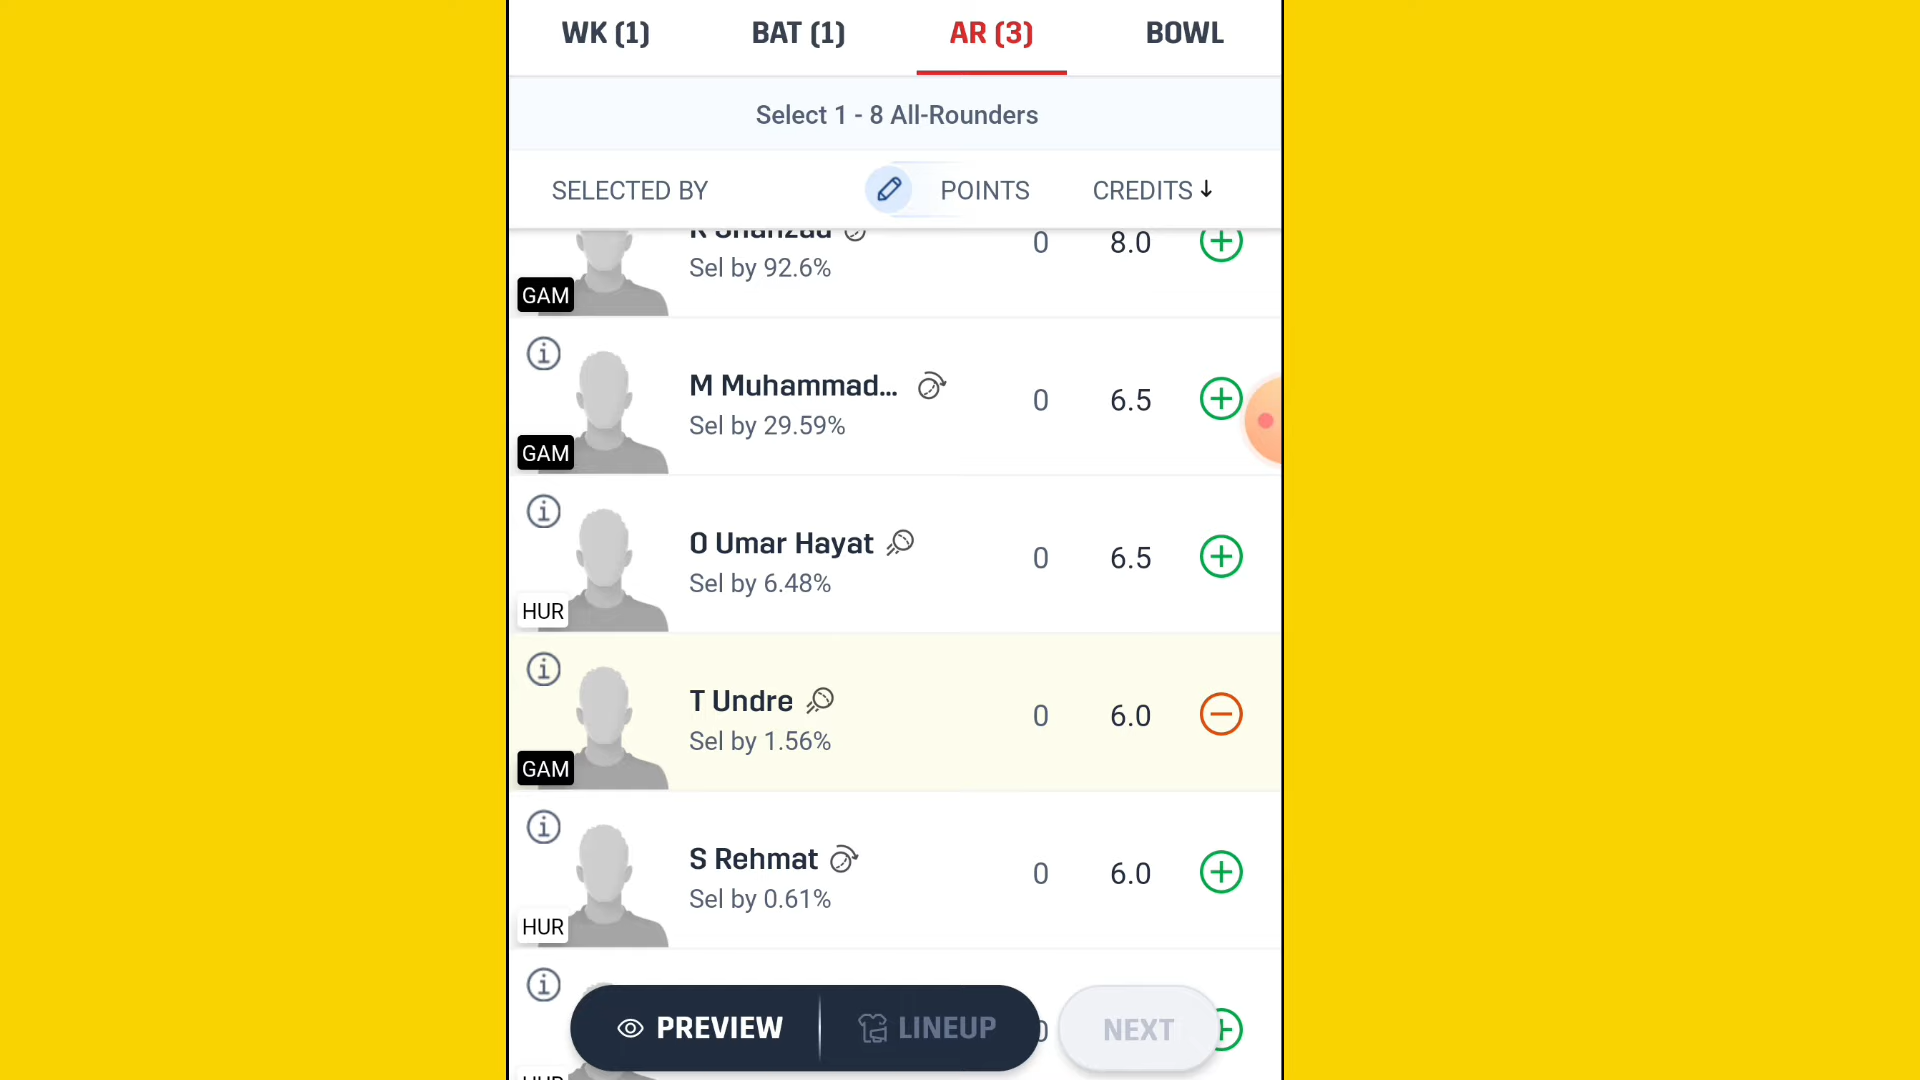 WK (1) BAT (1) AR (3) BOWL
Select 1 - 8 All-Rounders
SELECTED BY POINTS CREDITS ↓
K Shahzad 0 8.0
Sel by 92.6%
GAM
M Muhammad... 0 6.5
Sel by 29.59%
GAM
O Umar Hayat 0 6.5
Sel by 6.48%
HUR
T Undre 0 6.0
Sel by 1.56%
GAM
S Rehmat 0 6.0
Sel by 0.61%
HUR
PREVIEW LINEUP NEXT